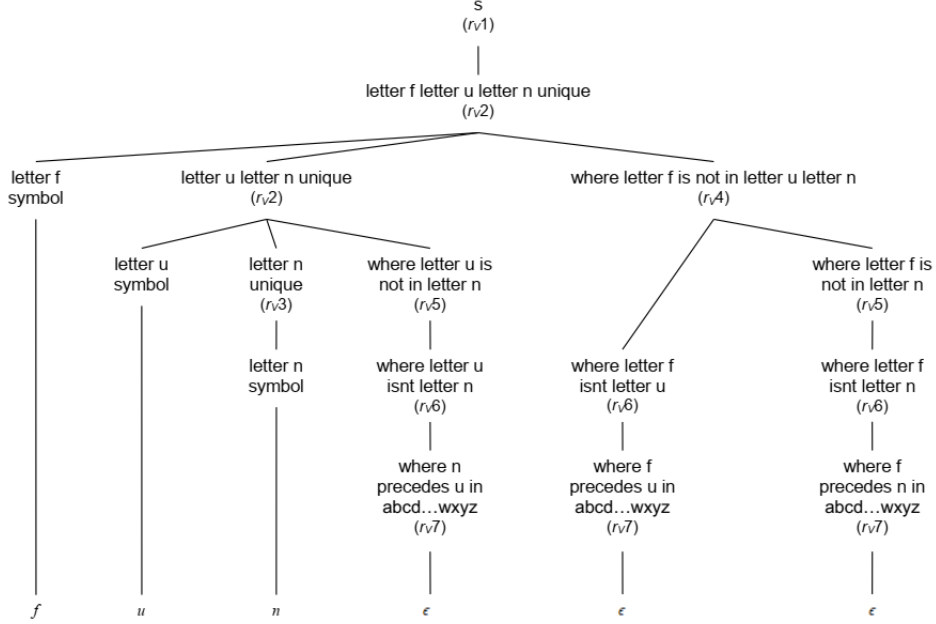 s
(rv1)
letter f letter u letter n unique
(rv2)
letter f
symbol
letter u letter n unique
(rv2)
where letter f is not in letter u letter n
(rv4)
letter u
symbol
letter n
unique
(rv3)
where letter u is
not in letter n
(rv5)
where letter f is
not in letter n
(rv5)
letter n
symbol
where letter u
isnt letter n
(rv6)
where letter f
isnt letter u
(rv6)
where letter f
isnt letter n
(rv6)
where n
precedes u in
abcd...wxyz
(rv7)
where f
precedes u in
abcd...wxyz
(rv7)
where f
precedes n in
abcd...wxyz
(rv7)
f u n ϵ ϵ ϵ